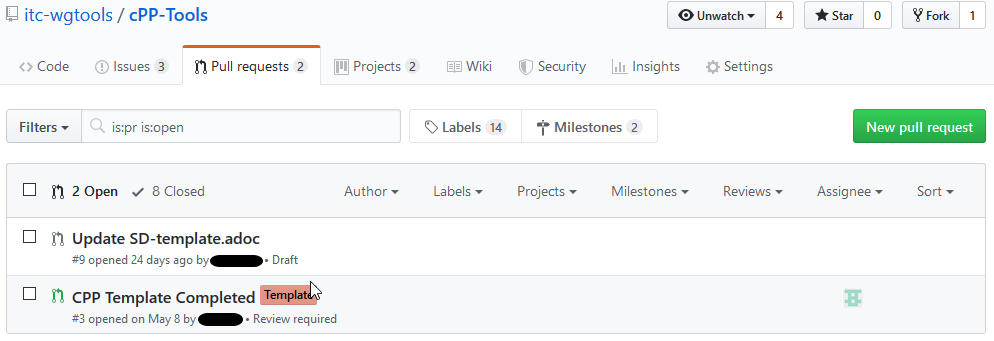 itc-wgtools / cPP-Tools Unwatch 4 Star 0 Fork 1
Code Issues 3 Pull requests 2 Projects 2 Wiki Security Insights Settings
Filters is:pr is:open Labels 14 Milestones 2 New pull request
2 Open 8 Closed Author Labels Projects Milestones Reviews Assignee Sort
Update SD-template.adoc
#9 opened 24 days ago by • Draft
CPP Template Completed Template
#3 opened on May 8 by • Review required